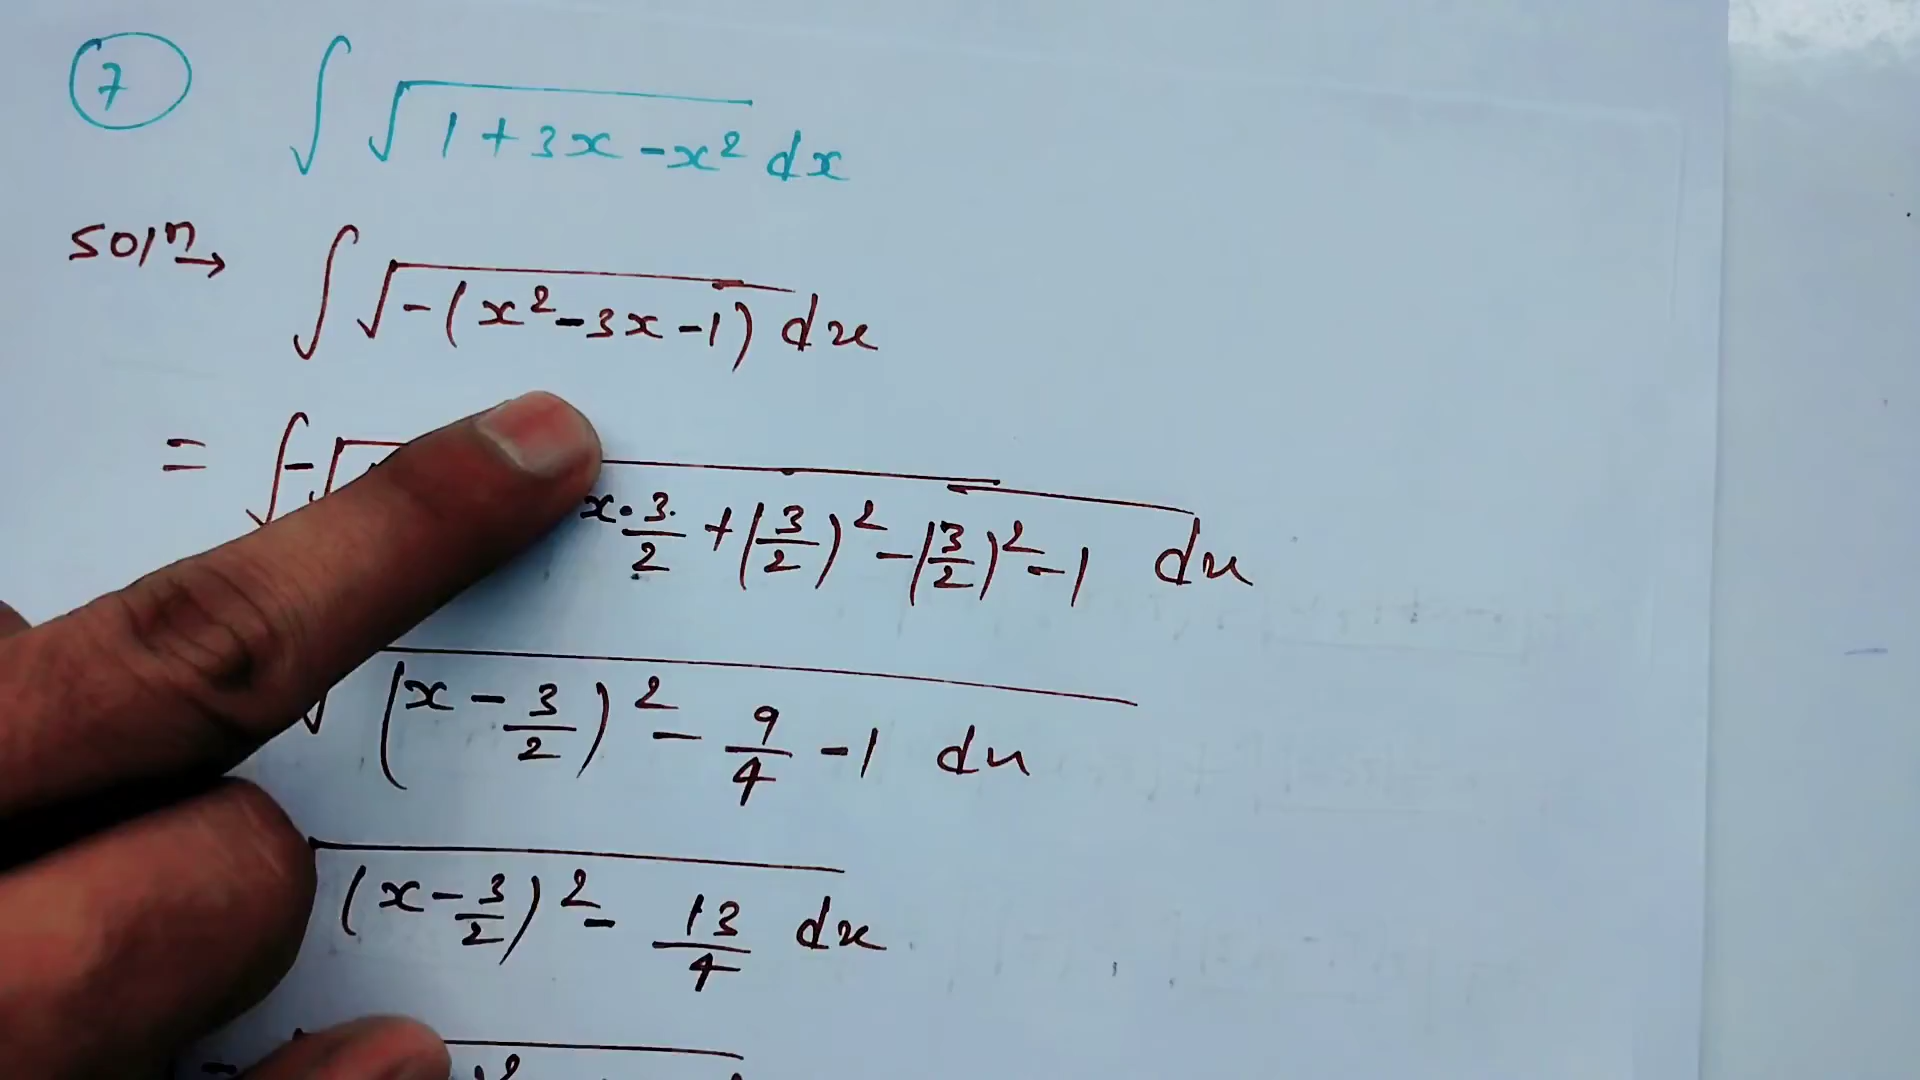 7 ∫ √1 + 3x - x² dx
Solⁿ → ∫ √-(x² - 3x - 1) dx
= ∫ -√ x · 3/2 + (3/2)² - (3/2)² - 1 dx
√ (x - 3/2)² - 9/4 - 1 dx
(x - 3/2)² - 13/4 dx